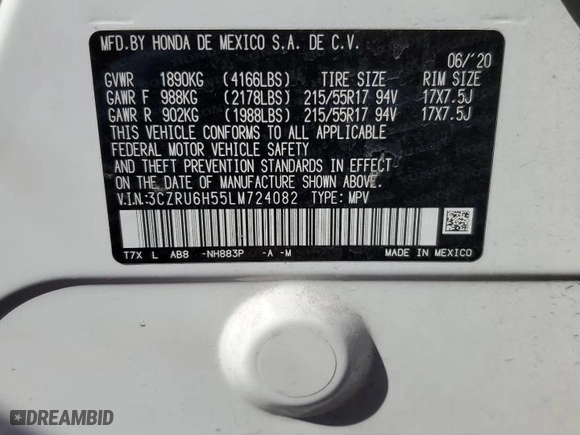 MFD.BY HONDA DE MEXICO S.A. DE C.V.
06/'20
GVWR 1890KG (4166LBS) TIRE SIZE RIM SIZE
GAWR F 988KG (2178LBS) 215/55R17 94V 17X7.5J
GAWR R 902KG (1988LBS) 215/55R17 94V 17X7.5J
THIS VEHICLE CONFORMS TO ALL APPLICABLE
FEDERAL MOTOR VEHICLE SAFETY
AND THEFT PREVENTION STANDARDS IN EFFECT
ON THE DATE OF MANUFACTURE SHOWN ABOVE.
V.I.N:3CZRU6H55LM724082 TYPE: MPV
T7X L AB8 -NH883P -A -M MADE IN MEXICO
DREAMBID